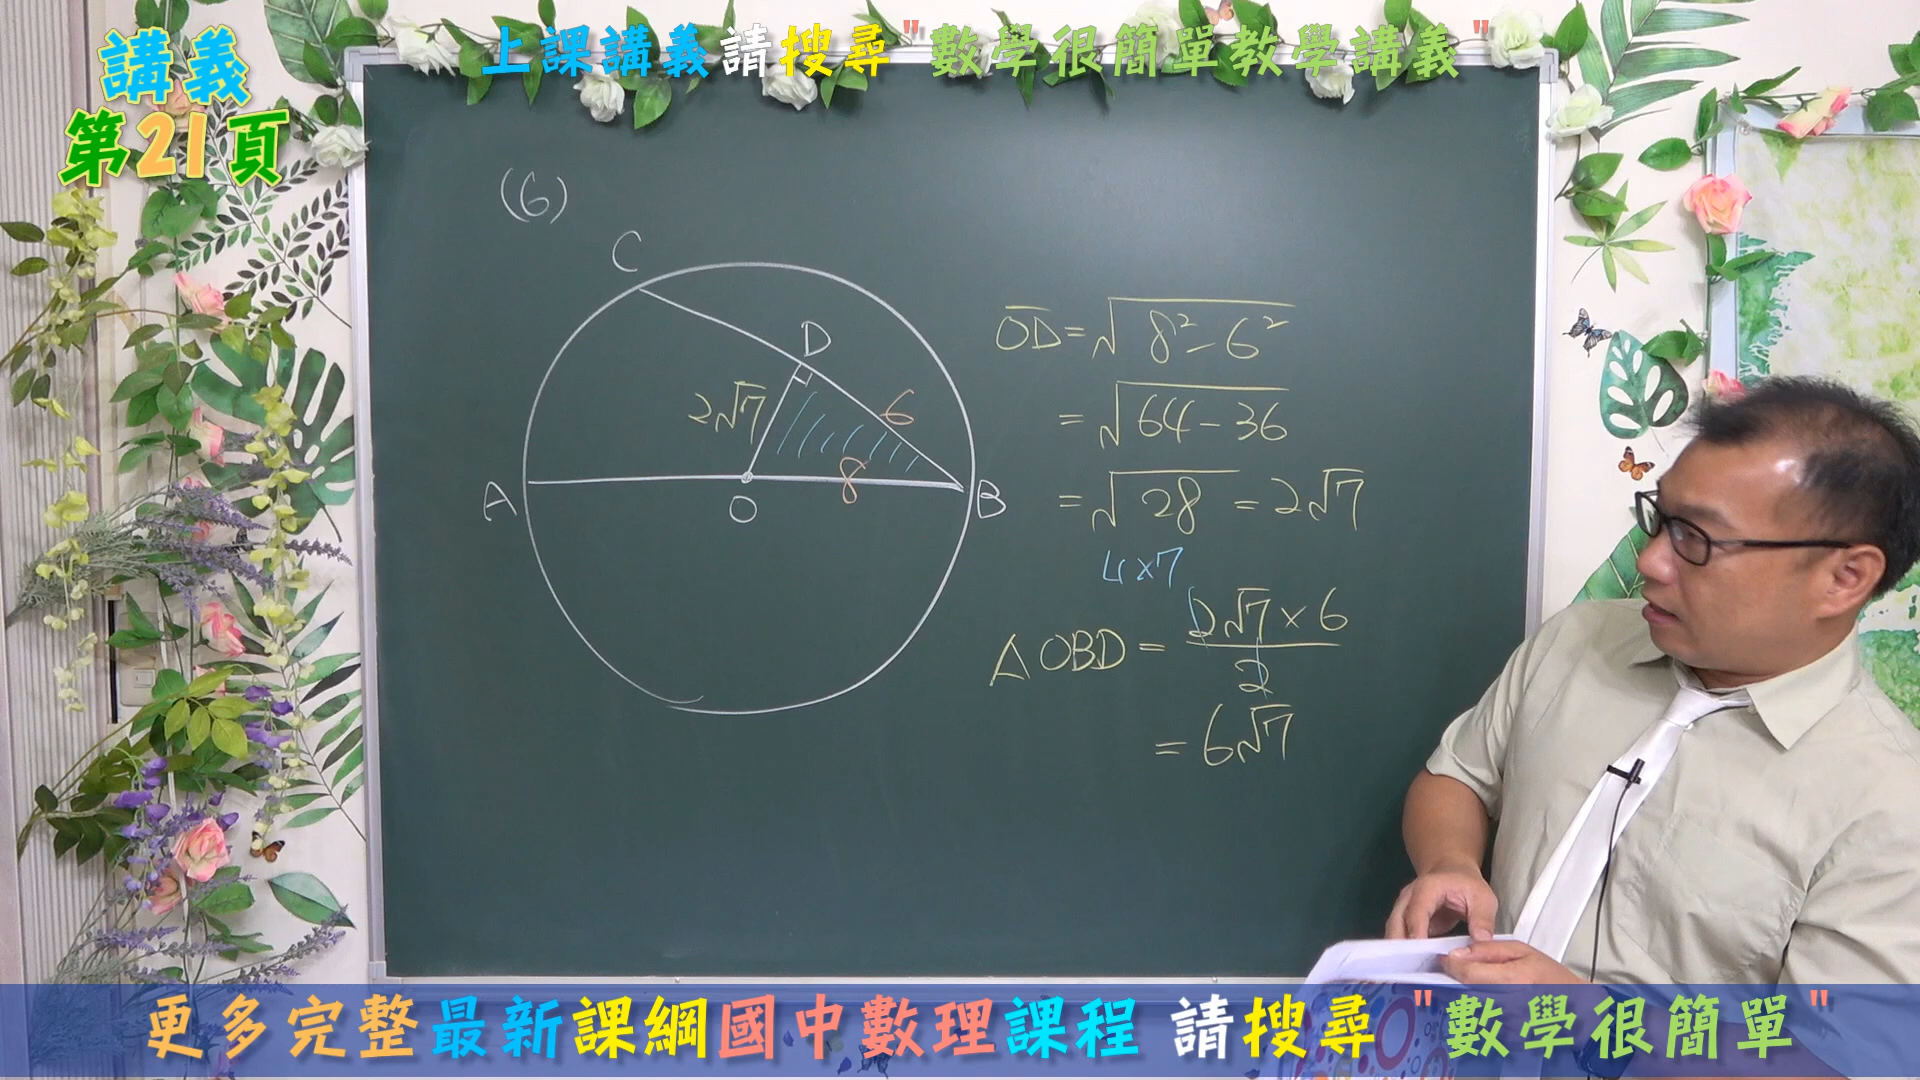 講義
第21頁
上課講義請搜尋"數學很簡單教學講義"
(6)
C
D
2√7
6
8
A
O
B
OD=√8²-6²
=√64-36
=√28=2√7
4×7
△OBD=2√7×6
2
=6√7
更多完整最新課綱國中數理課程 請搜尋 "數學很簡單"